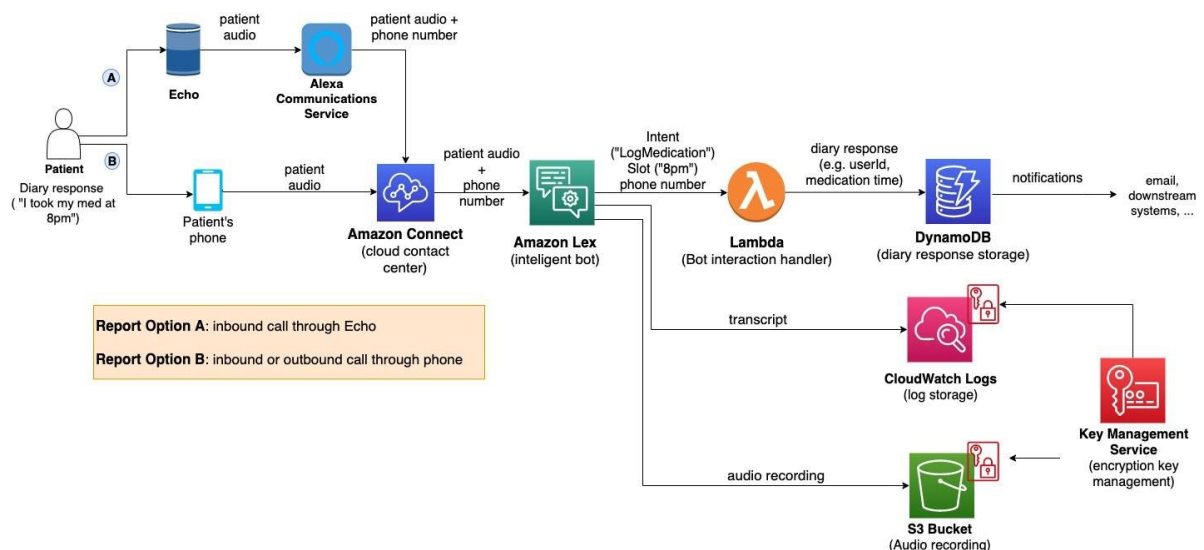 patient
audio
patient audio +
phone number
A
Echo
Alexa
Communications
Service
Patient
Diary response
( "I took my med at
8pm")
B
Patient's
phone
patient
audio
Amazon Connect
(cloud contact
center)
patient audio
+
phone
number
Amazon Lex
(inteligent bot)
Intent
("LogMedication")
Slot ("8pm")
phone number
Lambda
(Bot interaction handler)
diary response
(e.g. userId,
medication time)
DynamoDB
(diary response storage)
notifications
email,
downstream
systems, ...
Report Option A: inbound call through Echo
Report Option B: inbound or outbound call through phone
transcript
CloudWatch Logs
(log storage)
Key Management
Service
(encryption key
management)
audio recording
S3 Bucket
(Audio recording)